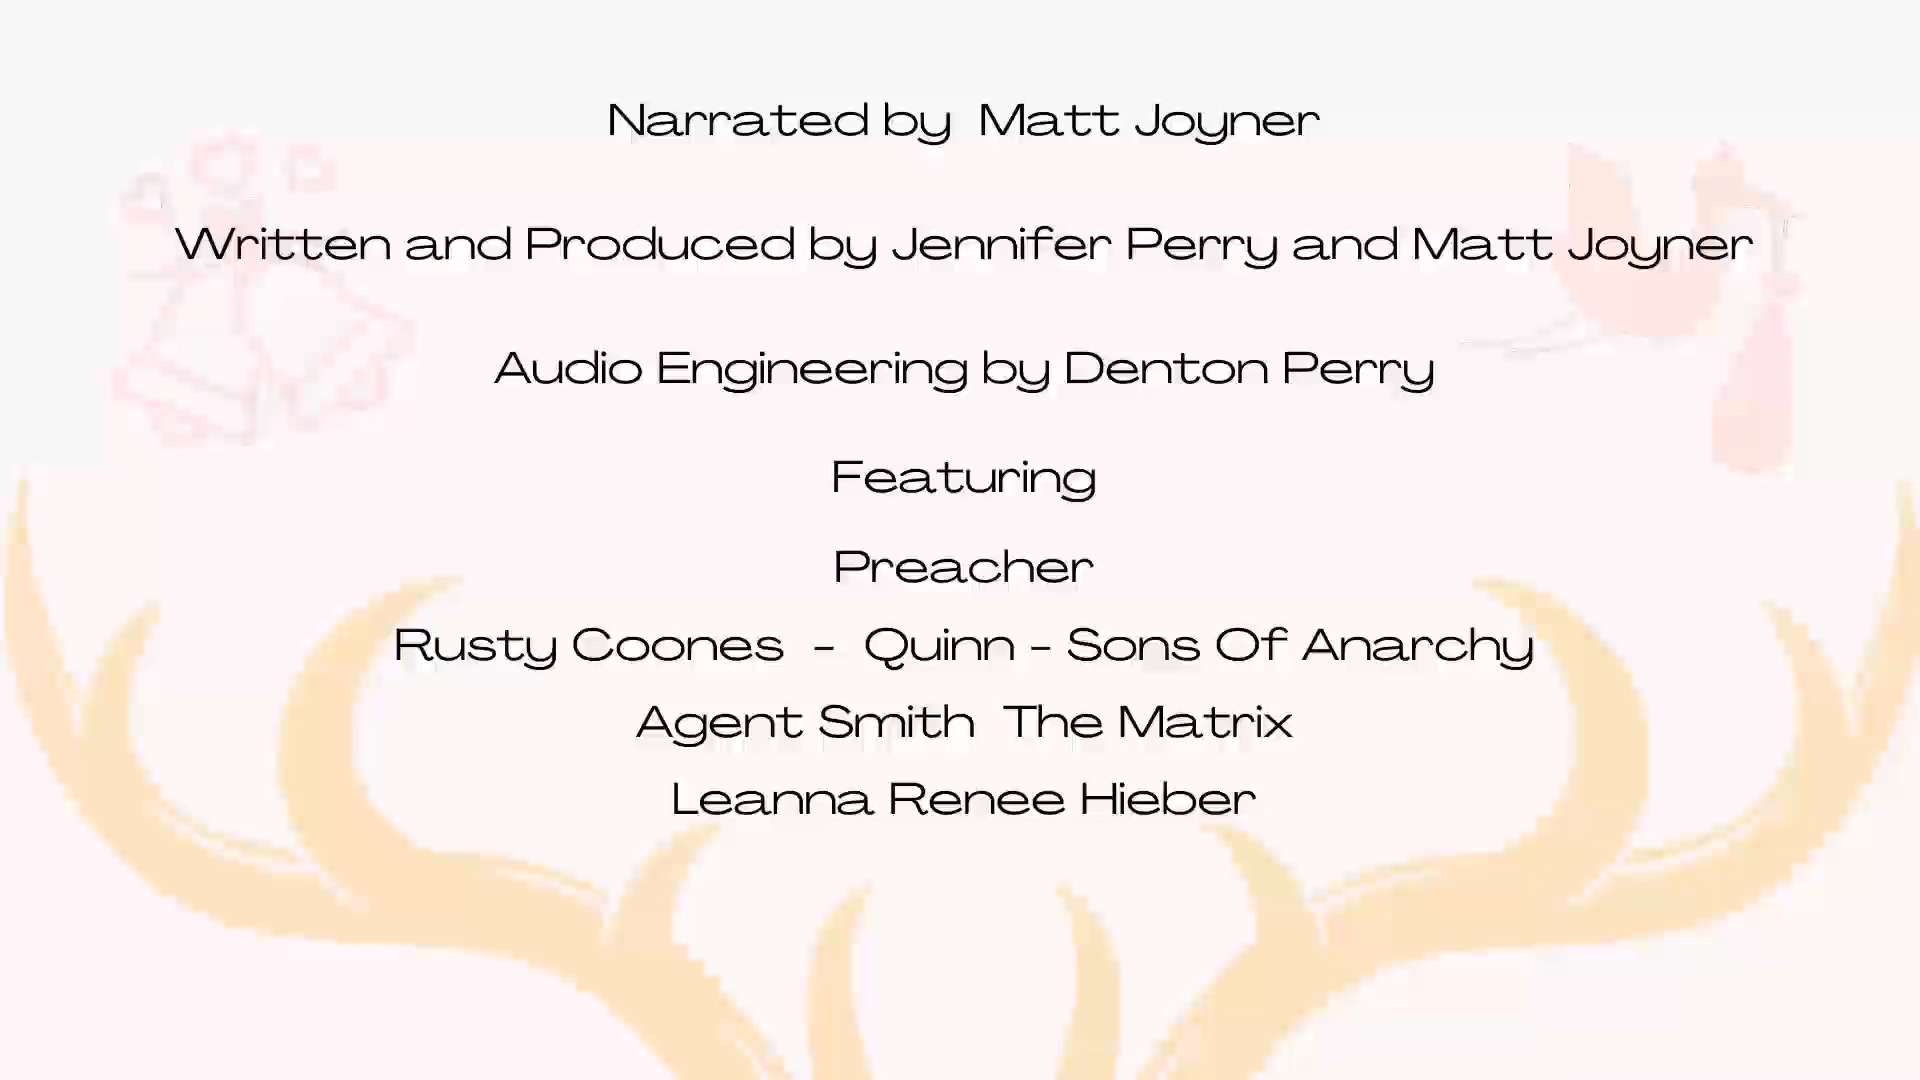 Narrated by Matt Joyner
Written and Produced by Jennifer Perry and Matt Joyner
Audio Engineering by Denton Perry
Featuring
Preacher
Rusty Coones - Quinn - Sons Of Anarchy
Agent Smith The Matrix
Leanna Renee Hieber